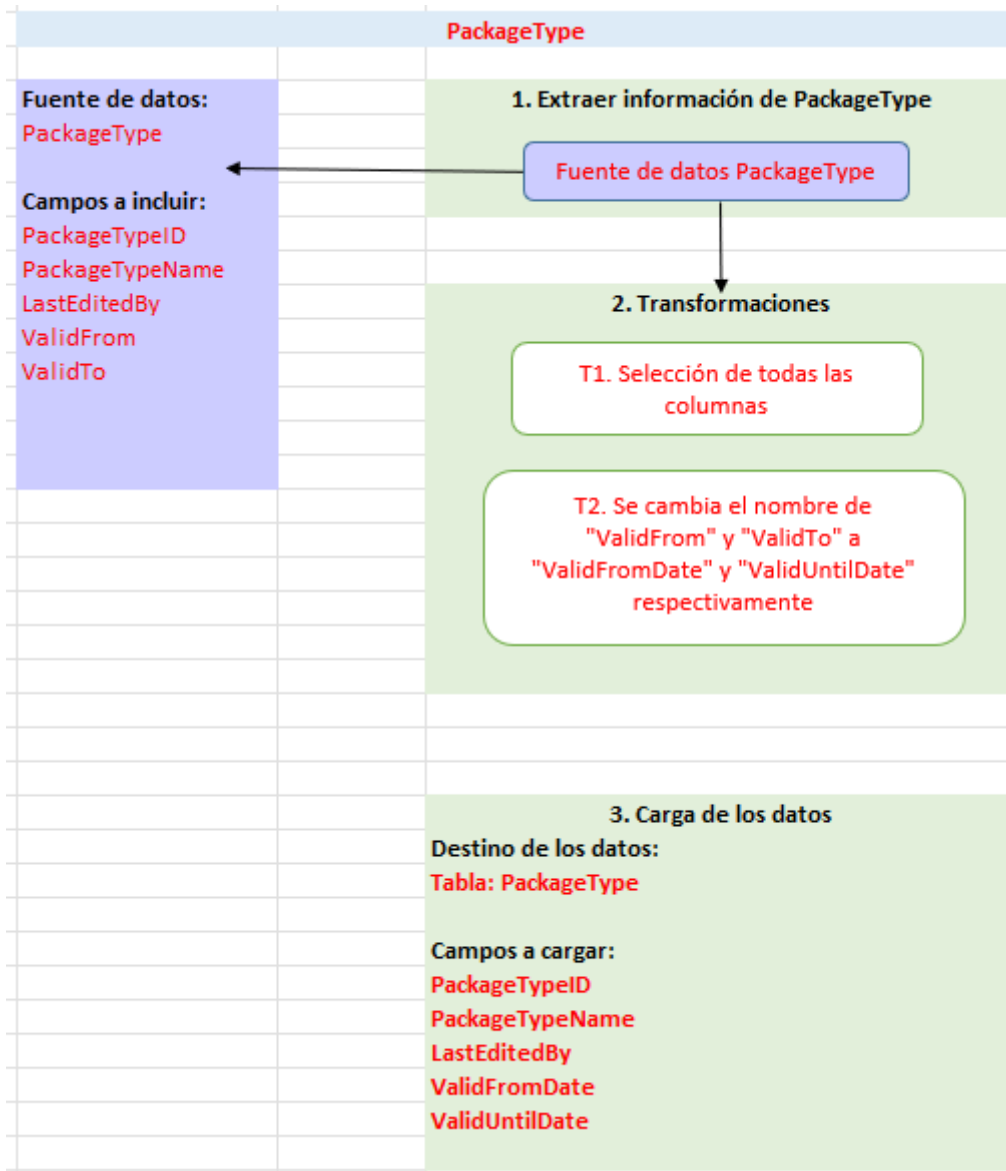 PackageType
Fuente de datos:
PackageType
Campos a incluir:
PackageTypeID
PackageTypeName
LastEditedBy
ValidFrom
ValidTo
1. Extraer información de PackageType
Fuente de datos PackageType
2. Transformaciones
T1. Selección de todas las
columnas
T2. Se cambia el nombre de
"ValidFrom" y "ValidTo" a
"ValidFromDate" y "ValidUntilDate"
respectivamente
3. Carga de los datos
Destino de los datos:
Tabla: PackageType
Campos a cargar:
PackageTypeID
PackageTypeName
LastEditedBy
ValidFromDate
ValidUntilDate